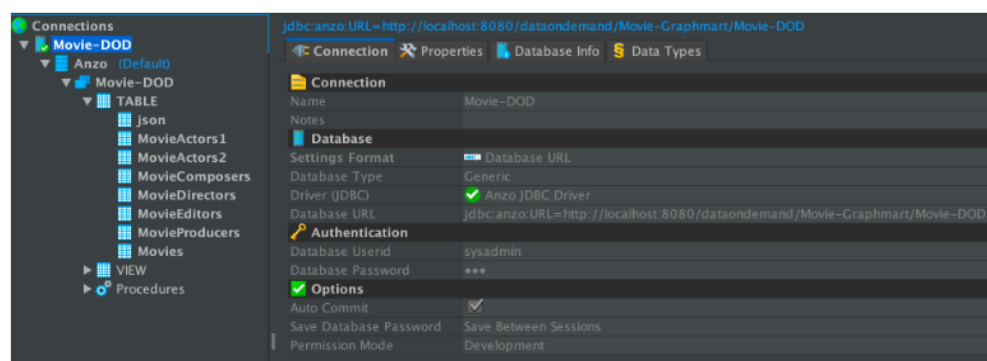 Connections
Movie-DOD
Anzo (Default)
Movie-DOD
TABLE
json
MovieActors1
MovieActors2
MovieComposers
MovieDirectors
MovieEditors
MovieProducers
Movies
VIEW
Procedures
jdbc:anzo:URL=http://localhost:8080/dataondemand/Movie-Graphmart/Movie-DOD
Connection Properties Database Info Data Types
Connection
Name Movie-DOD
Notes
Database
Settings Format Database URL
Database Type Generic
Driver (JDBC) Anzo JDBC Driver
Database URL jdbc:anzo:URL=http://localhost:8080/dataondemand/Movie-Graphmart/Movie-DOD
Authentication
Database Userid sysadmin
Database Password •••
Options
Auto Commit
Save Database Password Save Between Sessions
Permission Mode Development